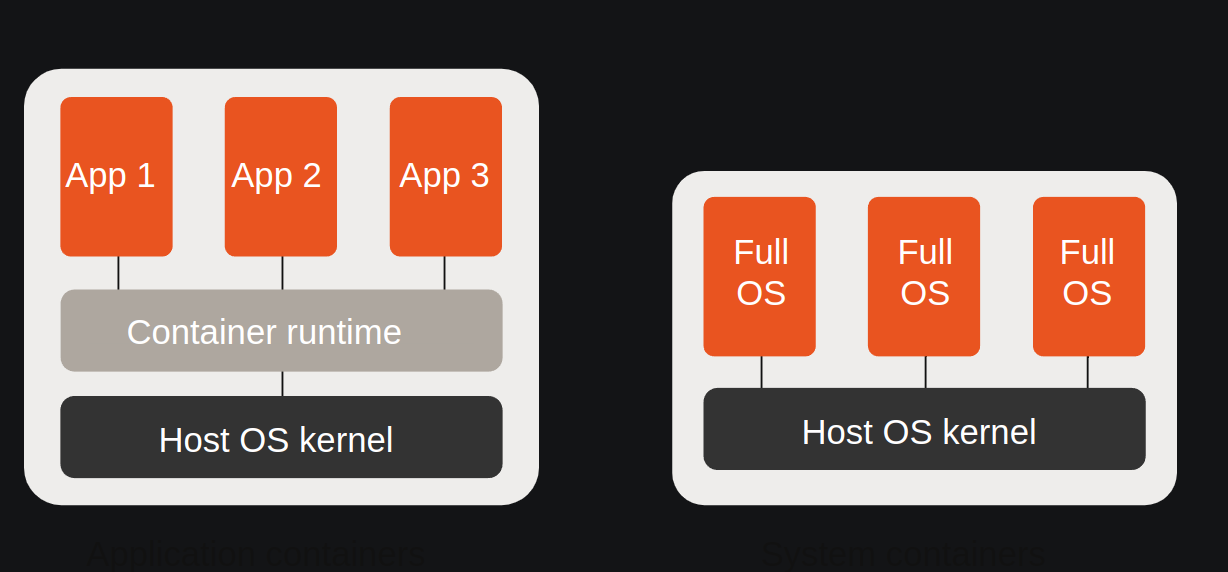 App 1
App 2
App 3
Container runtime
Host OS kernel
Application containers
Full
OS
Full
OS
Full
OS
Host OS kernel
System containers